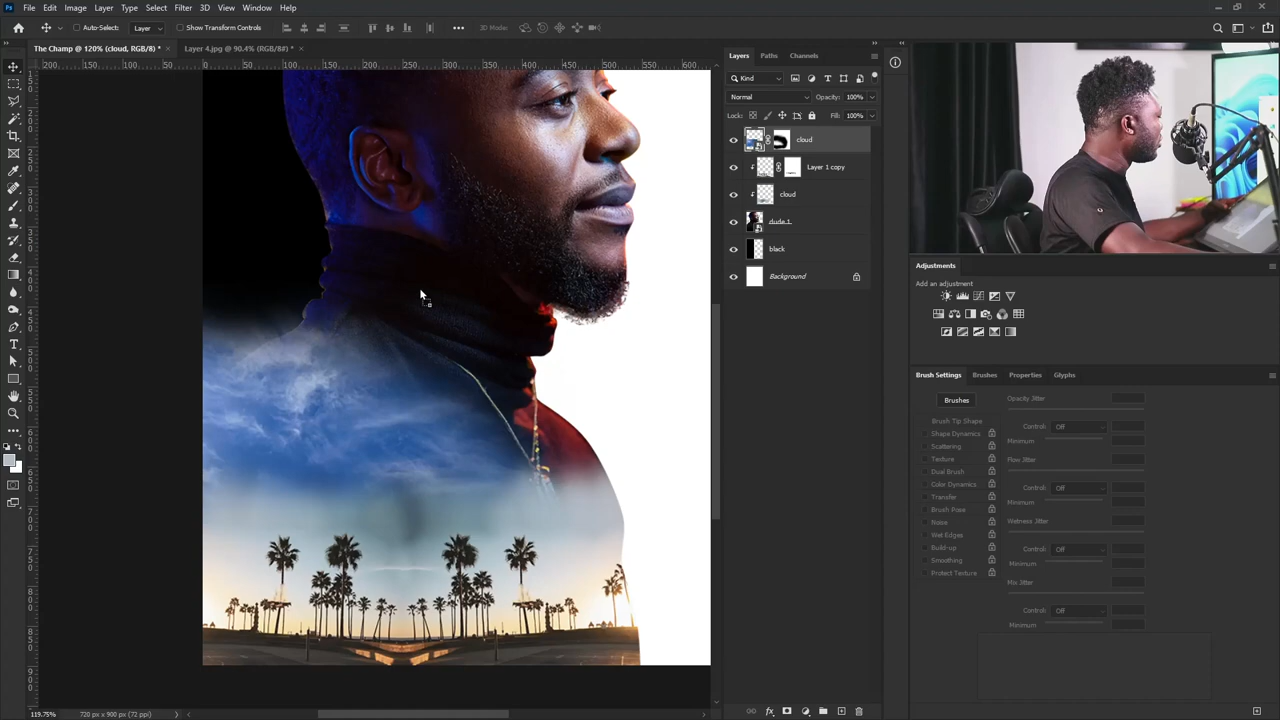 Ps File Edit Image Layer Type Select Filter 3D View Plugins Window Help
Auto-Select: Layer Show Transform Controls ••• 3D Mode:
The Champ @ 120% (cloud, RGB/8) * × Layer 4.jpg @ 90.4% (RGB/8#) * ×
200 150 100 50 0 50 100 150 200 250 300 350 400 450 500 550 600
Layers Paths Channels
Kind
Normal Opacity: 100%
Lock: Fill: 100%
cloud
Layer 1 copy
cloud
dude 1
black
Background
Adjustments
Add an adjustment
Brush Settings Brushes Properties Glyphs
Brushes
Brush Tip Shape
Shape Dynamics
Scattering
Texture
Dual Brush
Color Dynamics
Transfer
Brush Pose
Noise
Wet Edges
Build-up
Smoothing
Protect Texture
Opacity Jitter
Control: Off
Minimum
Flow Jitter
Control: Off
Minimum
Wetness Jitter
Control: Off
Minimum
Mix Jitter
Control: Off
Minimum
119.75% 720 px x 900 px (72 ppi)